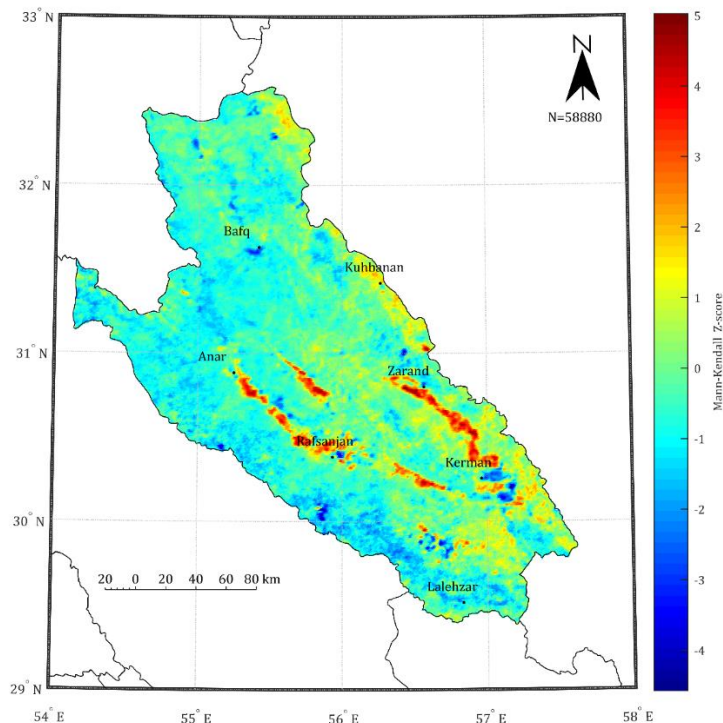 33° N
32° N
31° N
30° N
29° N
54° E
55° E
56° E
57° E
58° E
N
N=58880
Bafq
Kuhbanan
Anar
Zarand
Rafsanjan
Kerman
Lalehzar
20 0 20 40 80 km
5
4
3
2
1
0
-1
-2
-3
-4
Mann-Kendall Z-score